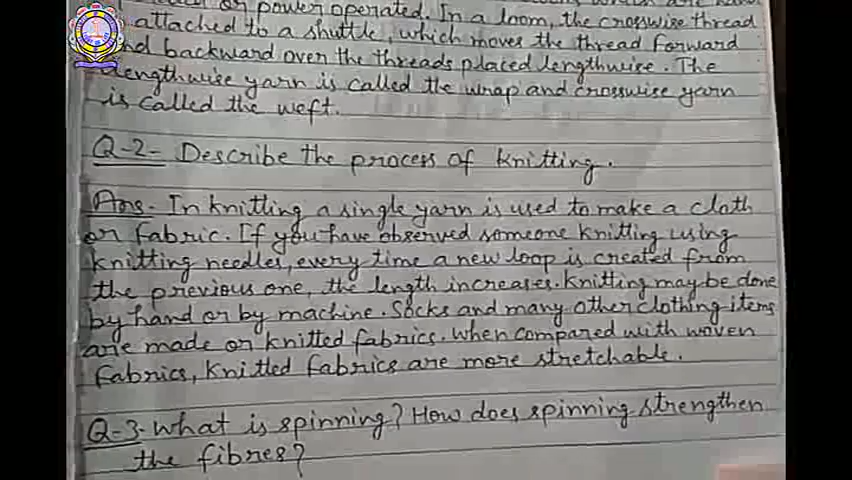 or power operated. In a loom, the crosswise thread
attached to a shuttle, which moves the thread forward
and backward over the threads placed lengthwise. The
lengthwise yarn is called the wrap and crosswise yarn
is called the weft.
Q-2- Describe the process of knitting.
Ans- In knitting a single yarn is used to make a cloth
or fabric. If you have observed someone knitting using
knitting needles, every time a new loop is created from
the previous one, the length increases. Knitting may be done
by hand or by machine. Socks and many other clothing items
are made or knitted fabrics. When compared with woven
fabrics, knitted fabrics are more stretchable.
Q-3- What is spinning? How does spinning strengthen
the fibres?